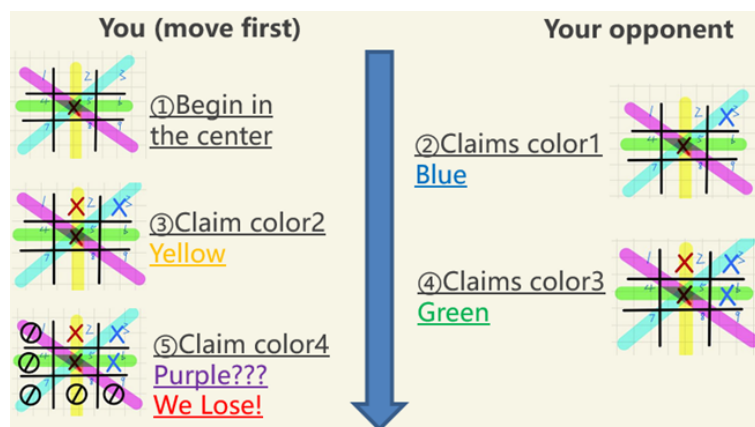 You (move first)
Your opponent
①Begin in
the center
②Claims color1
Blue
③Claim color2
Yellow
④Claims color3
Green
⑤Claim color4
Purple???
We Lose!